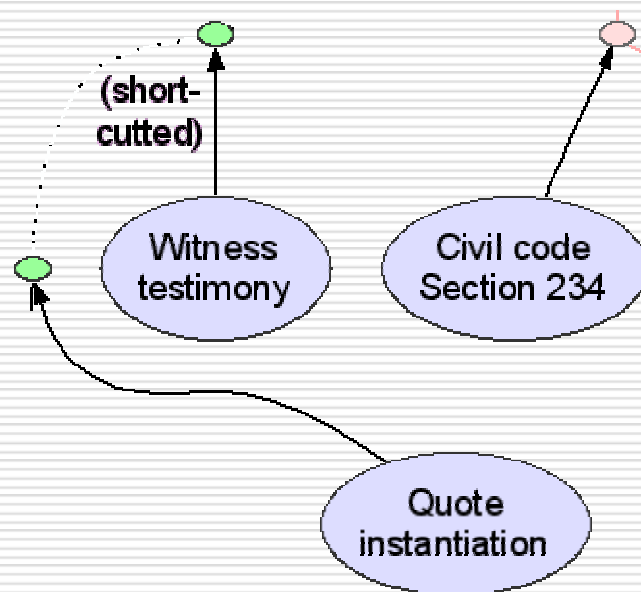 (short-
cutted)
Witness
testimony
Civil code
Section 234
Quote
instantiation